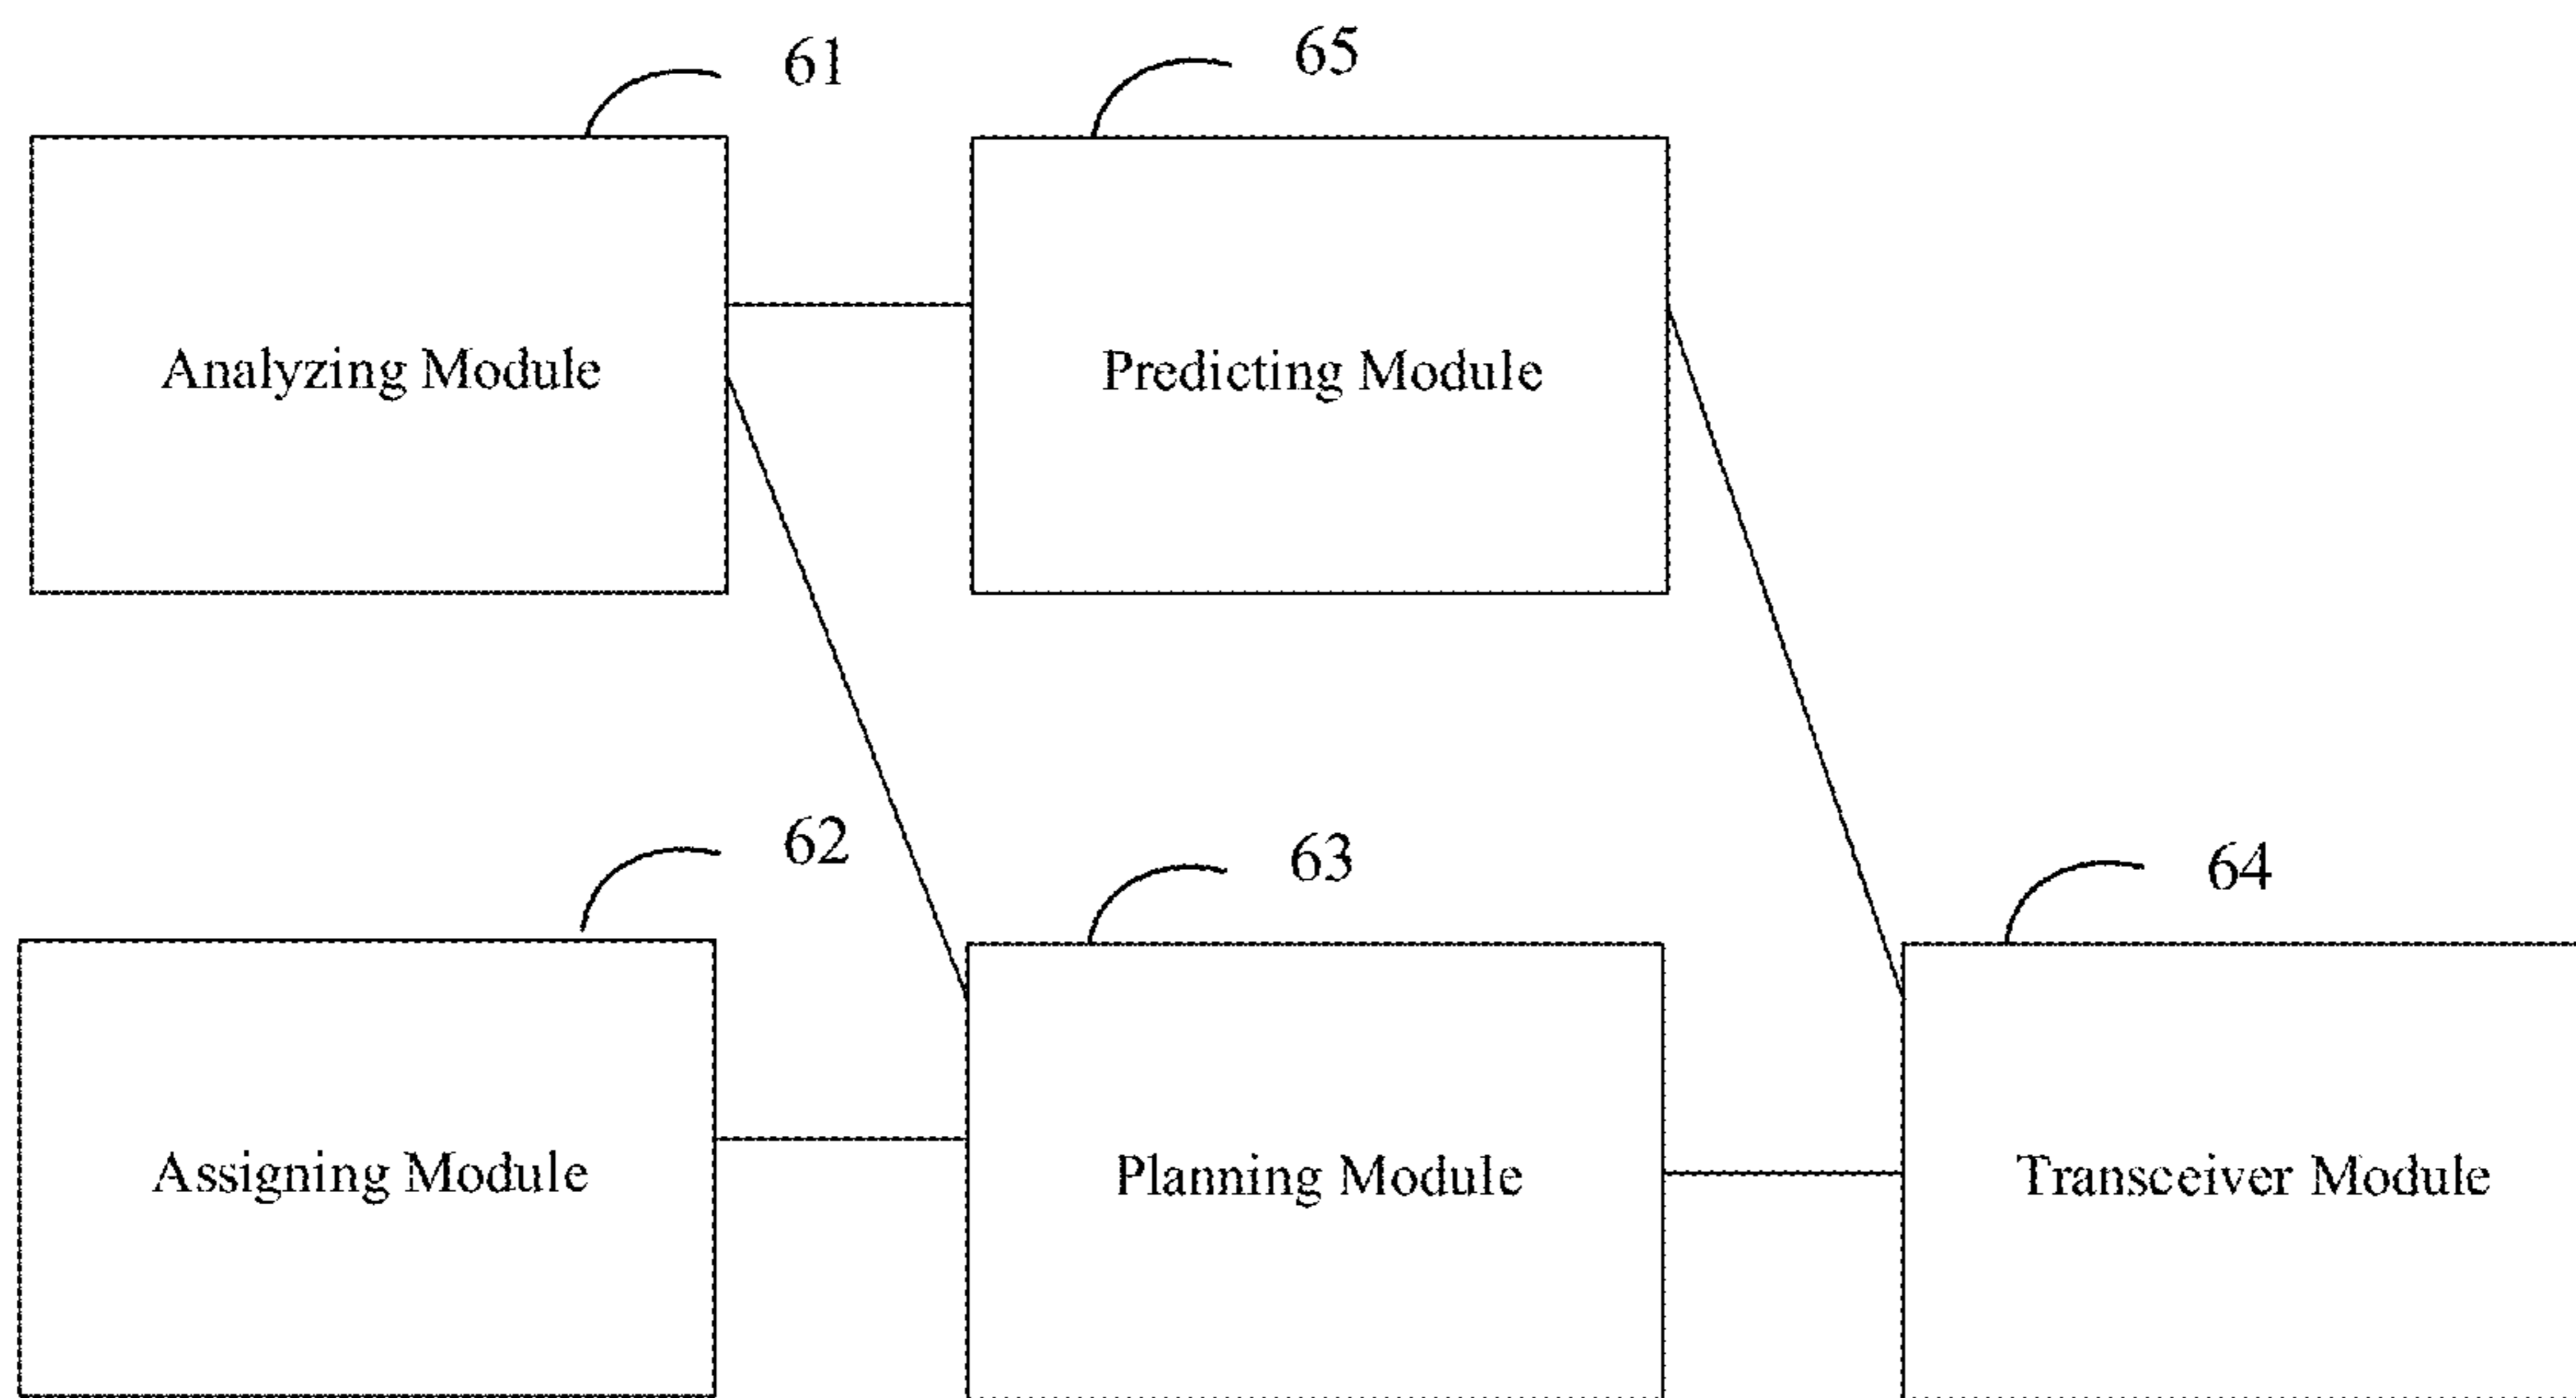 61
65
Analyzing Module
Predicting Module
62
63
64
Assigning Module
Planning Module
Transceiver Module